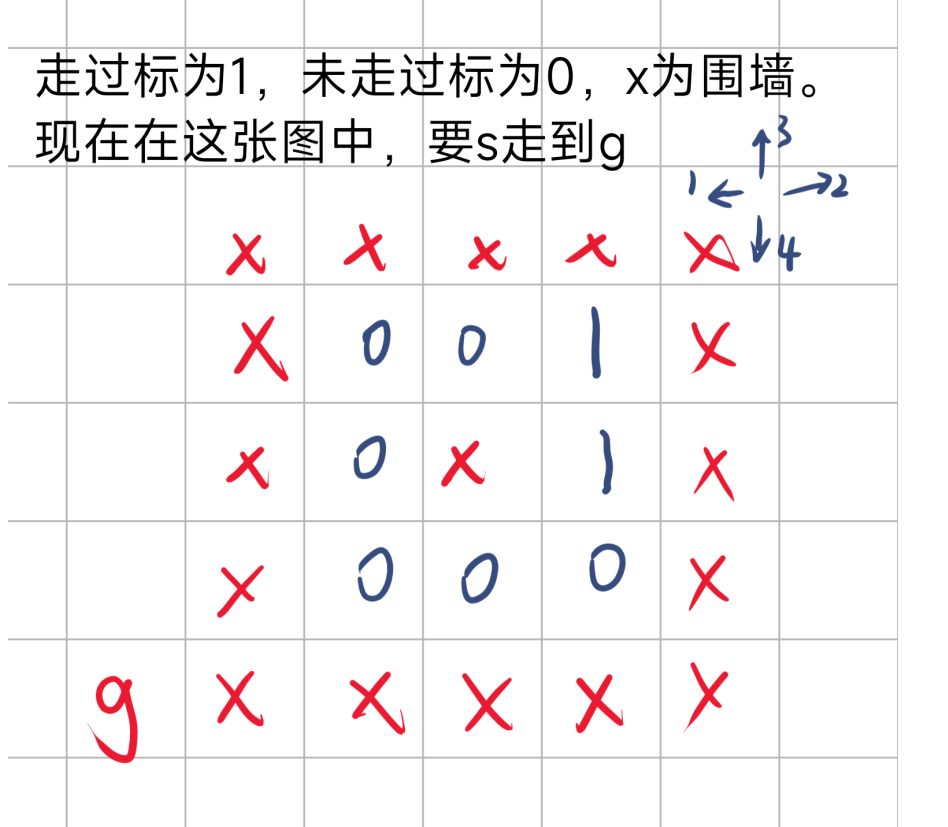 走过标为1，未走过标为0，x为围墙。
现在在这张图中，要s走到g
3
1 ← → 2
x x x x x ↓4
x 0 0 1 x
x 0 x 1 x
x 0 0 0 x
g x x x x x